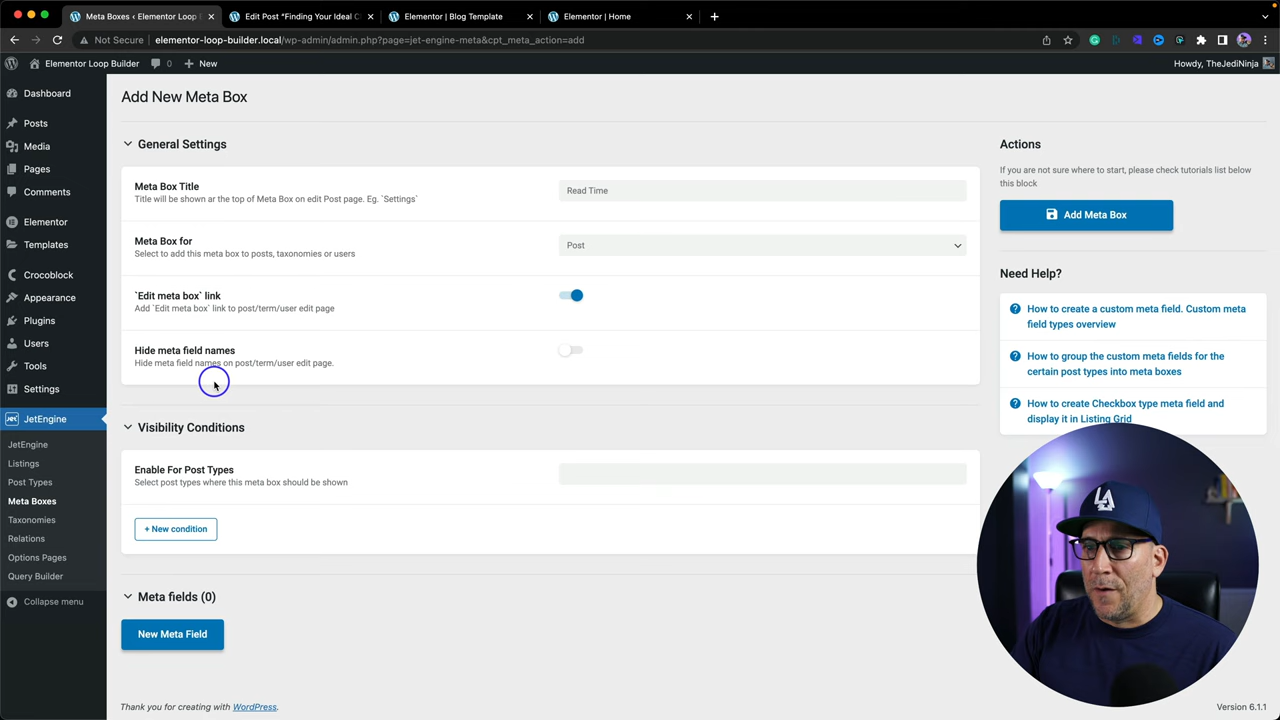 Meta Boxes ‹ Elementor Loop
Edit Post "Finding Your Ideal C
Elementor | Blog Template
Elementor | Home
Not Secure
elementor-loop-builder.local/wp-admin/admin.php?page=jet-engine-meta&cpt_meta_action=add
Elementor Loop Builder
0
New
Howdy, TheJediNinja
Dashboard
Posts
Media
Pages
Comments
Elementor
Templates
Crocoblock
Appearance
Plugins
Users
Tools
Settings
JetEngine
JetEngine
Listings
Post Types
Meta Boxes
Taxonomies
Relations
Options Pages
Query Builder
Collapse menu
Add New Meta Box
General Settings
Meta Box Title
Title will be shown ar the top of Meta Box on edit Post page. Eg. `Settings`
Read Time
Meta Box for
Select to add this meta box to posts, taxonomies or users
Post
`Edit meta box` link
Add `Edit meta box` link to post/term/user edit page
Hide meta field names
Hide meta field names on post/term/user edit page.
Visibility Conditions
Enable For Post Types
Select post types where this meta box should be shown
+ New condition
Meta fields (0)
New Meta Field
Thank you for creating with WordPress.
Actions
If you are not sure where to start, please check tutorials list below
this block
Add Meta Box
Need Help?
How to create a custom meta field. Custom meta
field types overview
How to group the custom meta fields for the
certain post types into meta boxes
How to create Checkbox type meta field and
display it in Listing Grid
LA
Version 6.1.1